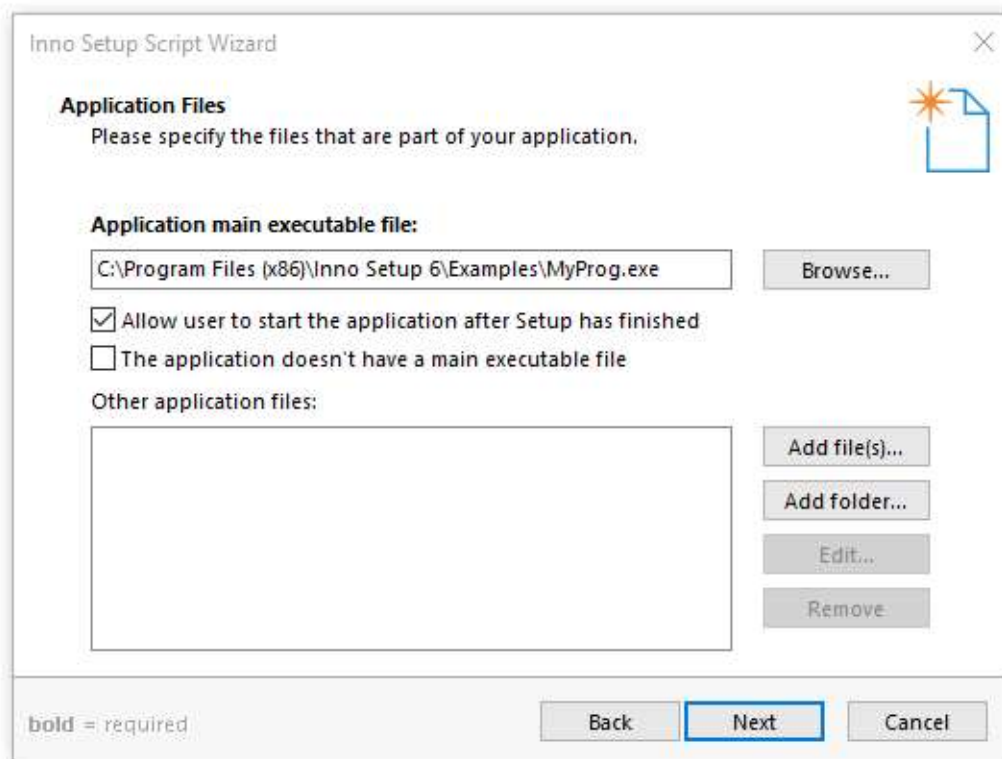 Inno Setup Script Wizard
Application Files
Please specify the files that are part of your application.
Application main executable file:
C:\Program Files (x86)\Inno Setup 6\Examples\MyProg.exe
Browse...
Allow user to start the application after Setup has finished
The application doesn't have a main executable file
Other application files:
Add file(s)...
Add folder...
Edit...
Remove
bold = required
Back
Next
Cancel